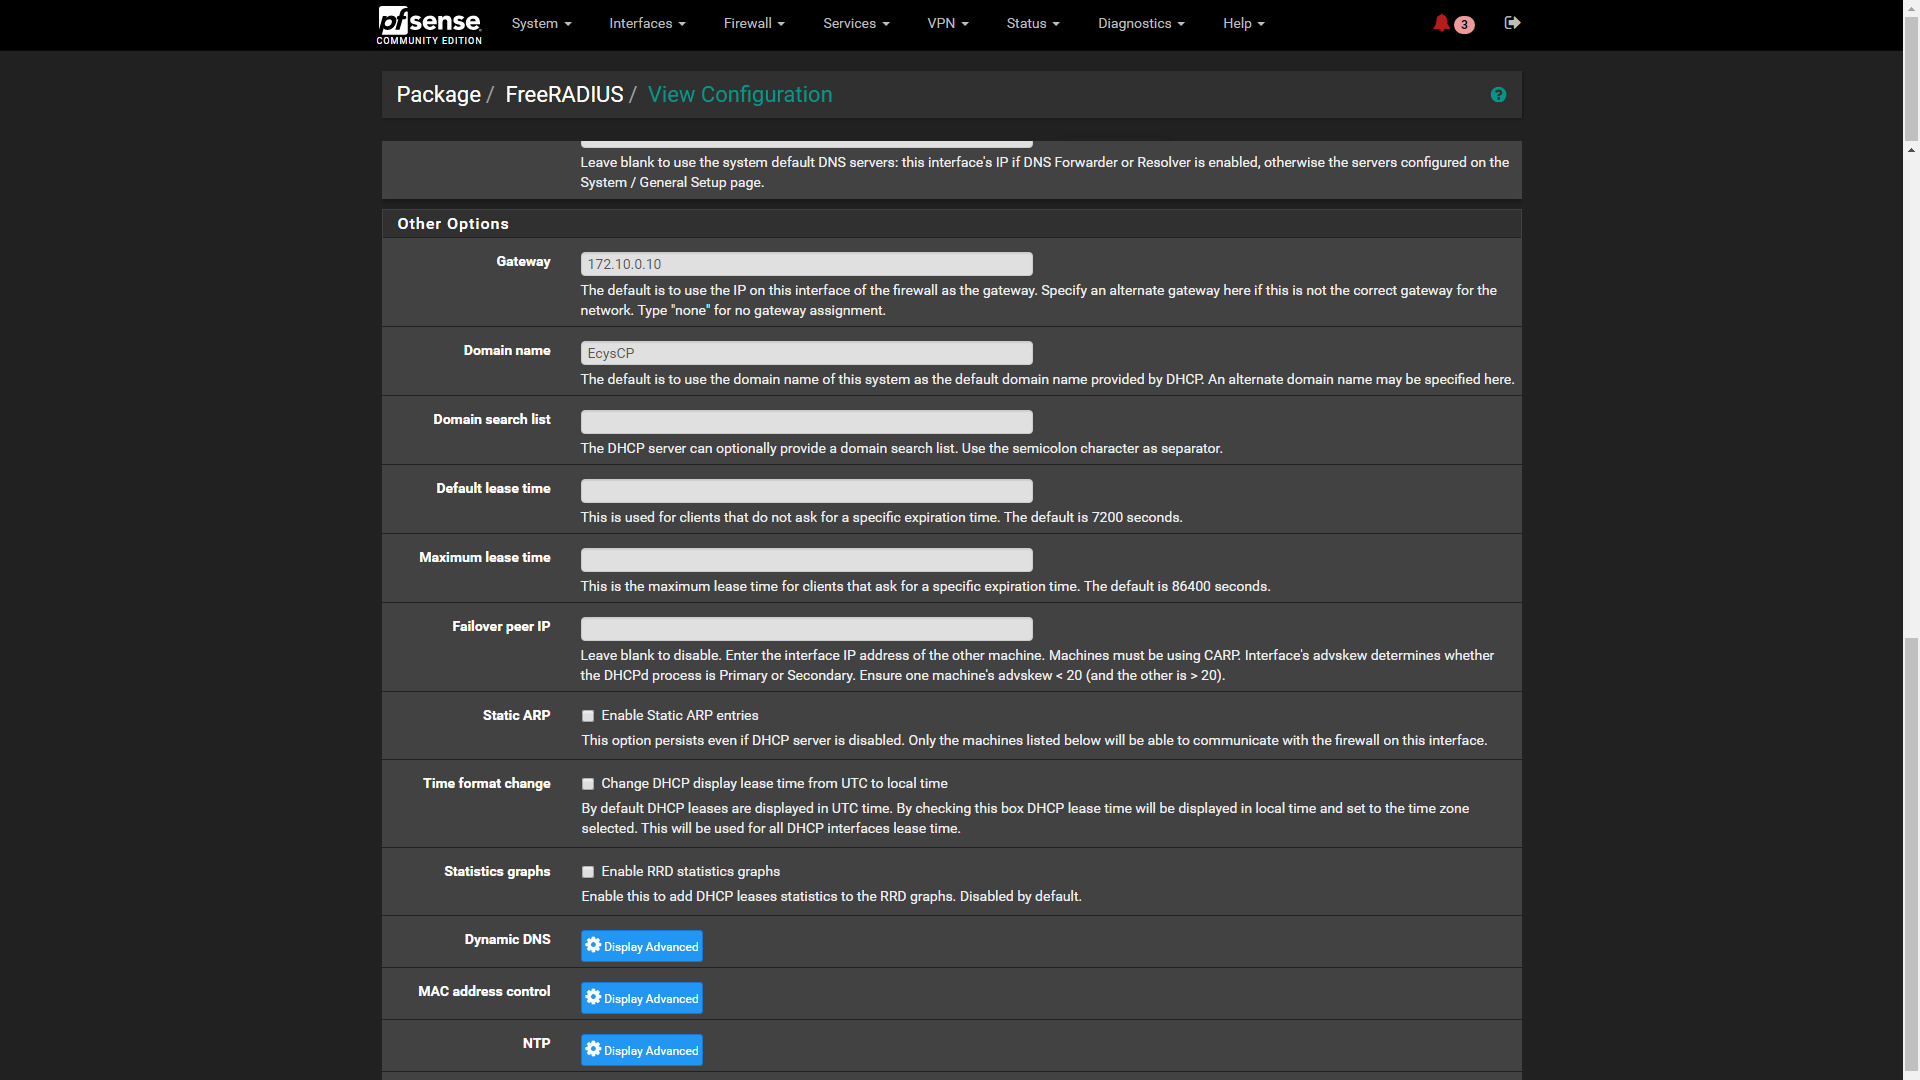 pfsense
COMMUNITY EDITION
System
Interfaces
Firewall
Services
VPN
Status
Diagnostics
Help
3
Package / FreeRADIUS / View Configuration
?
Leave blank to use the system default DNS servers: this interface's IP if DNS Forwarder or Resolver is enabled, otherwise the servers configured on the
System / General Setup page.
Other Options
Gateway
172.10.0.10
The default is to use the IP on this interface of the firewall as the gateway. Specify an alternate gateway here if this is not the correct gateway for the
network. Type "none" for no gateway assignment.
Domain name
EcysCP
The default is to use the domain name of this system as the default domain name provided by DHCP. An alternate domain name may be specified here.
Domain search list
The DHCP server can optionally provide a domain search list. Use the semicolon character as separator.
Default lease time
This is used for clients that do not ask for a specific expiration time. The default is 7200 seconds.
Maximum lease time
This is the maximum lease time for clients that ask for a specific expiration time. The default is 86400 seconds.
Failover peer IP
Leave blank to disable. Enter the interface IP address of the other machine. Machines must be using CARP. Interface's advskew determines whether
the DHCPd process is Primary or Secondary. Ensure one machine's advskew < 20 (and the other is > 20).
Static ARP
Enable Static ARP entries
This option persists even if DHCP server is disabled. Only the machines listed below will be able to communicate with the firewall on this interface.
Time format change
Change DHCP display lease time from UTC to local time
By default DHCP leases are displayed in UTC time. By checking this box DHCP lease time will be displayed in local time and set to the time zone
selected. This will be used for all DHCP interfaces lease time.
Statistics graphs
Enable RRD statistics graphs
Enable this to add DHCP leases statistics to the RRD graphs. Disabled by default.
Dynamic DNS
Display Advanced
MAC address control
Display Advanced
NTP
Display Advanced